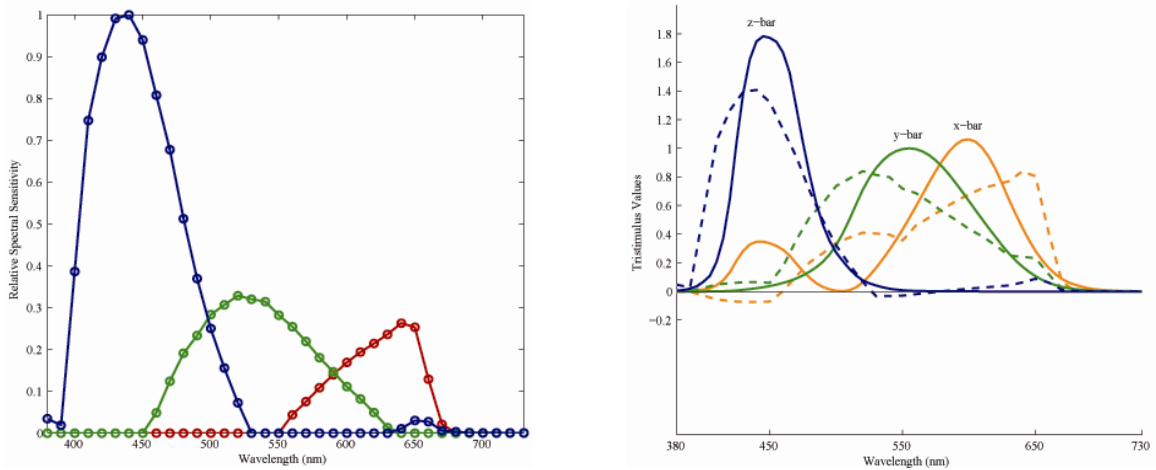 1
0.9
0.8
0.7
0.6
0.5
0.4
0.3
0.2
0.1
0
Relative Spectral Sensitivity
400 450 500 550 600 650 700
Wavelength (nm)
z-bar
y-bar
x-bar
1.8
1.6
1.4
1.2
1
0.8
0.6
0.4
0.2
0
-0.2
Tristimulus Values
380 450 550 650 730
Wavelength (nm)